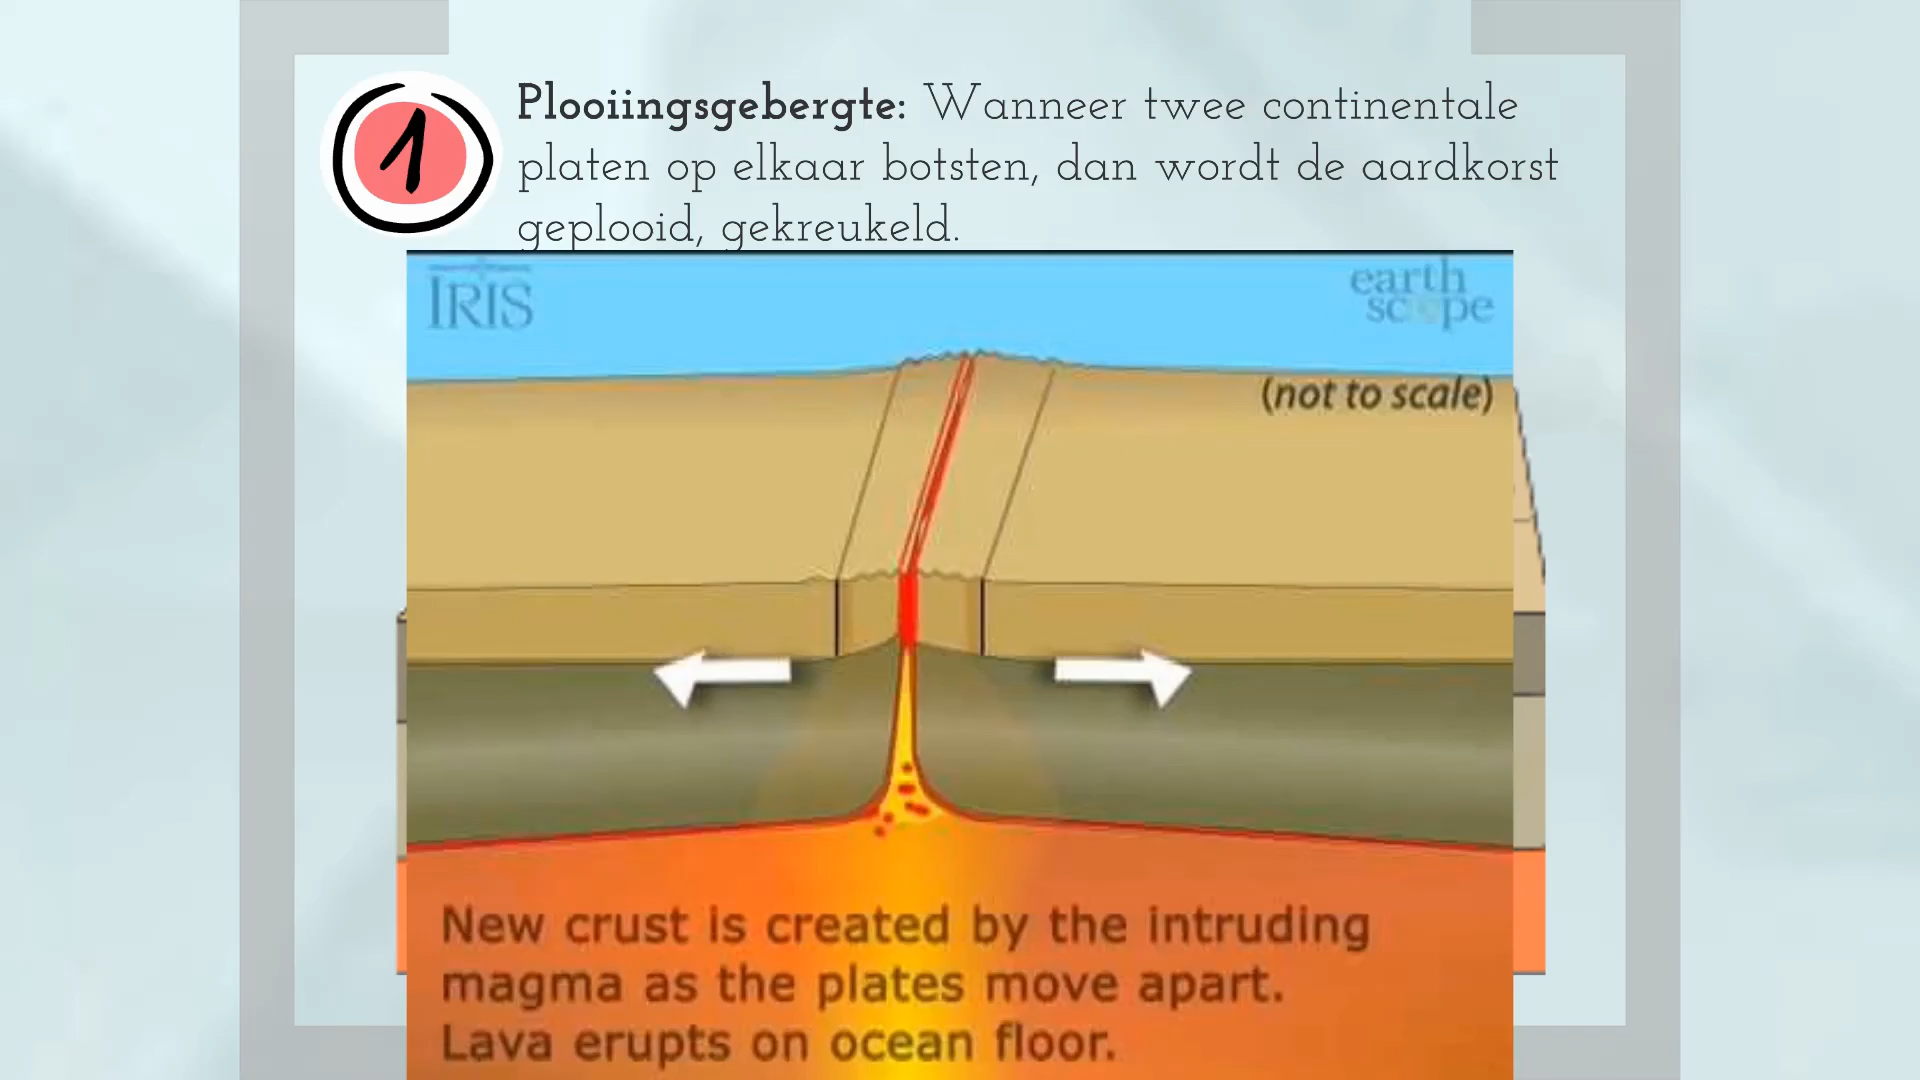 1
Plooiingsgebergte: Wanneer twee continentale
platen op elkaar botsten, dan wordt de aardkorst
geplooid, gekreukeld.
IRIS
earth
scope
(not to scale)
New crust is created by the intruding
magma as the plates move apart.
Lava erupts on ocean floor.